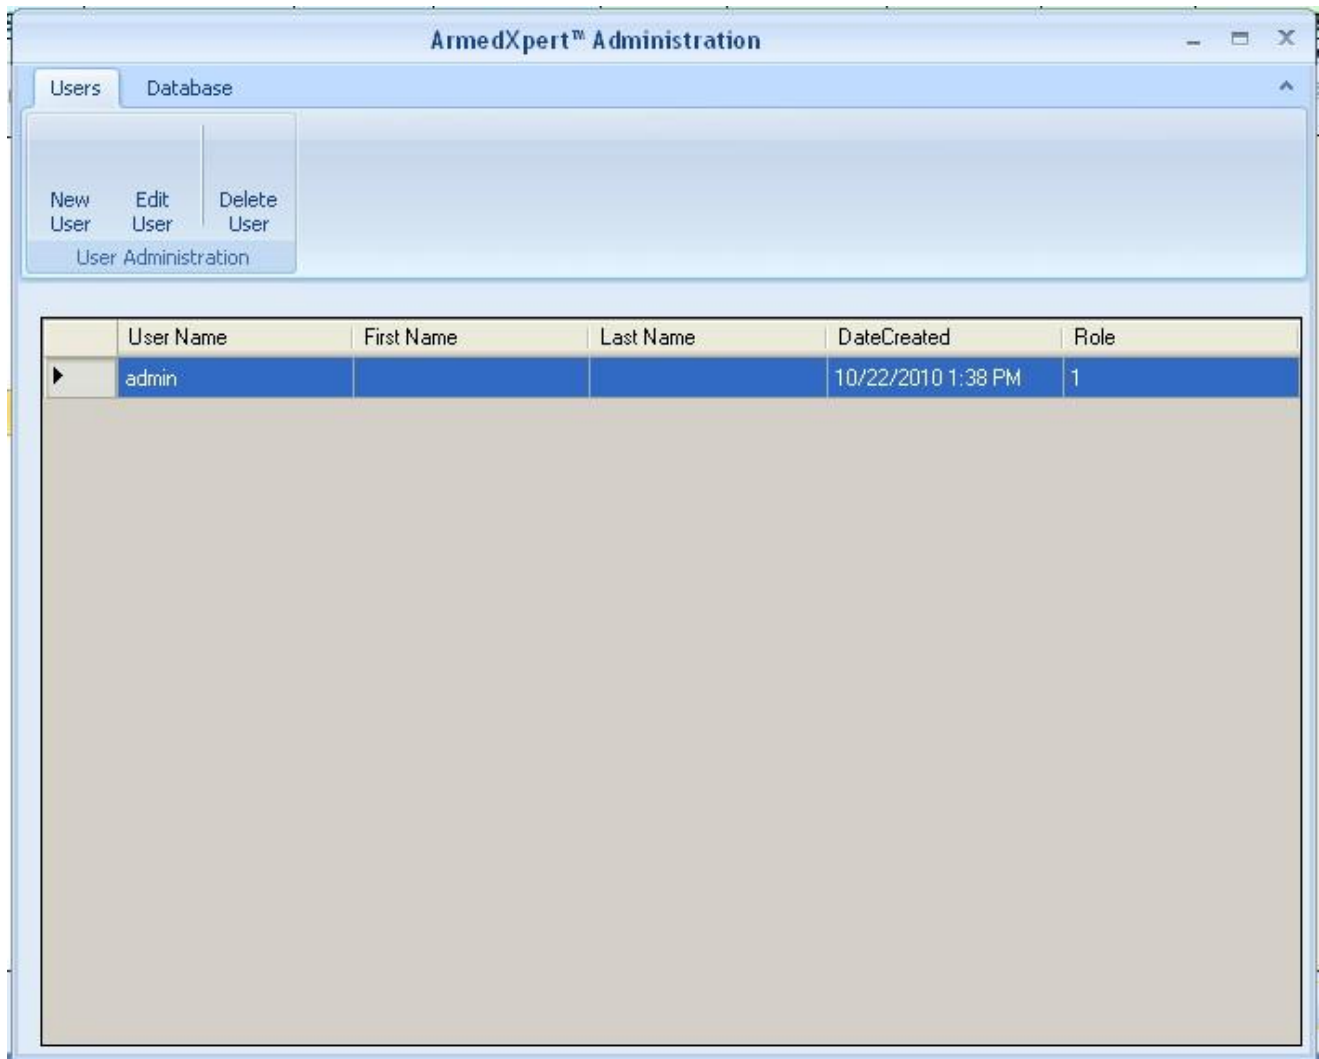 ArmedXpert™ Administration
Users Database
New User Edit User Delete User
User Administration
User Name First Name Last Name DateCreated Role
admin 10/22/2010 1:38 PM 1